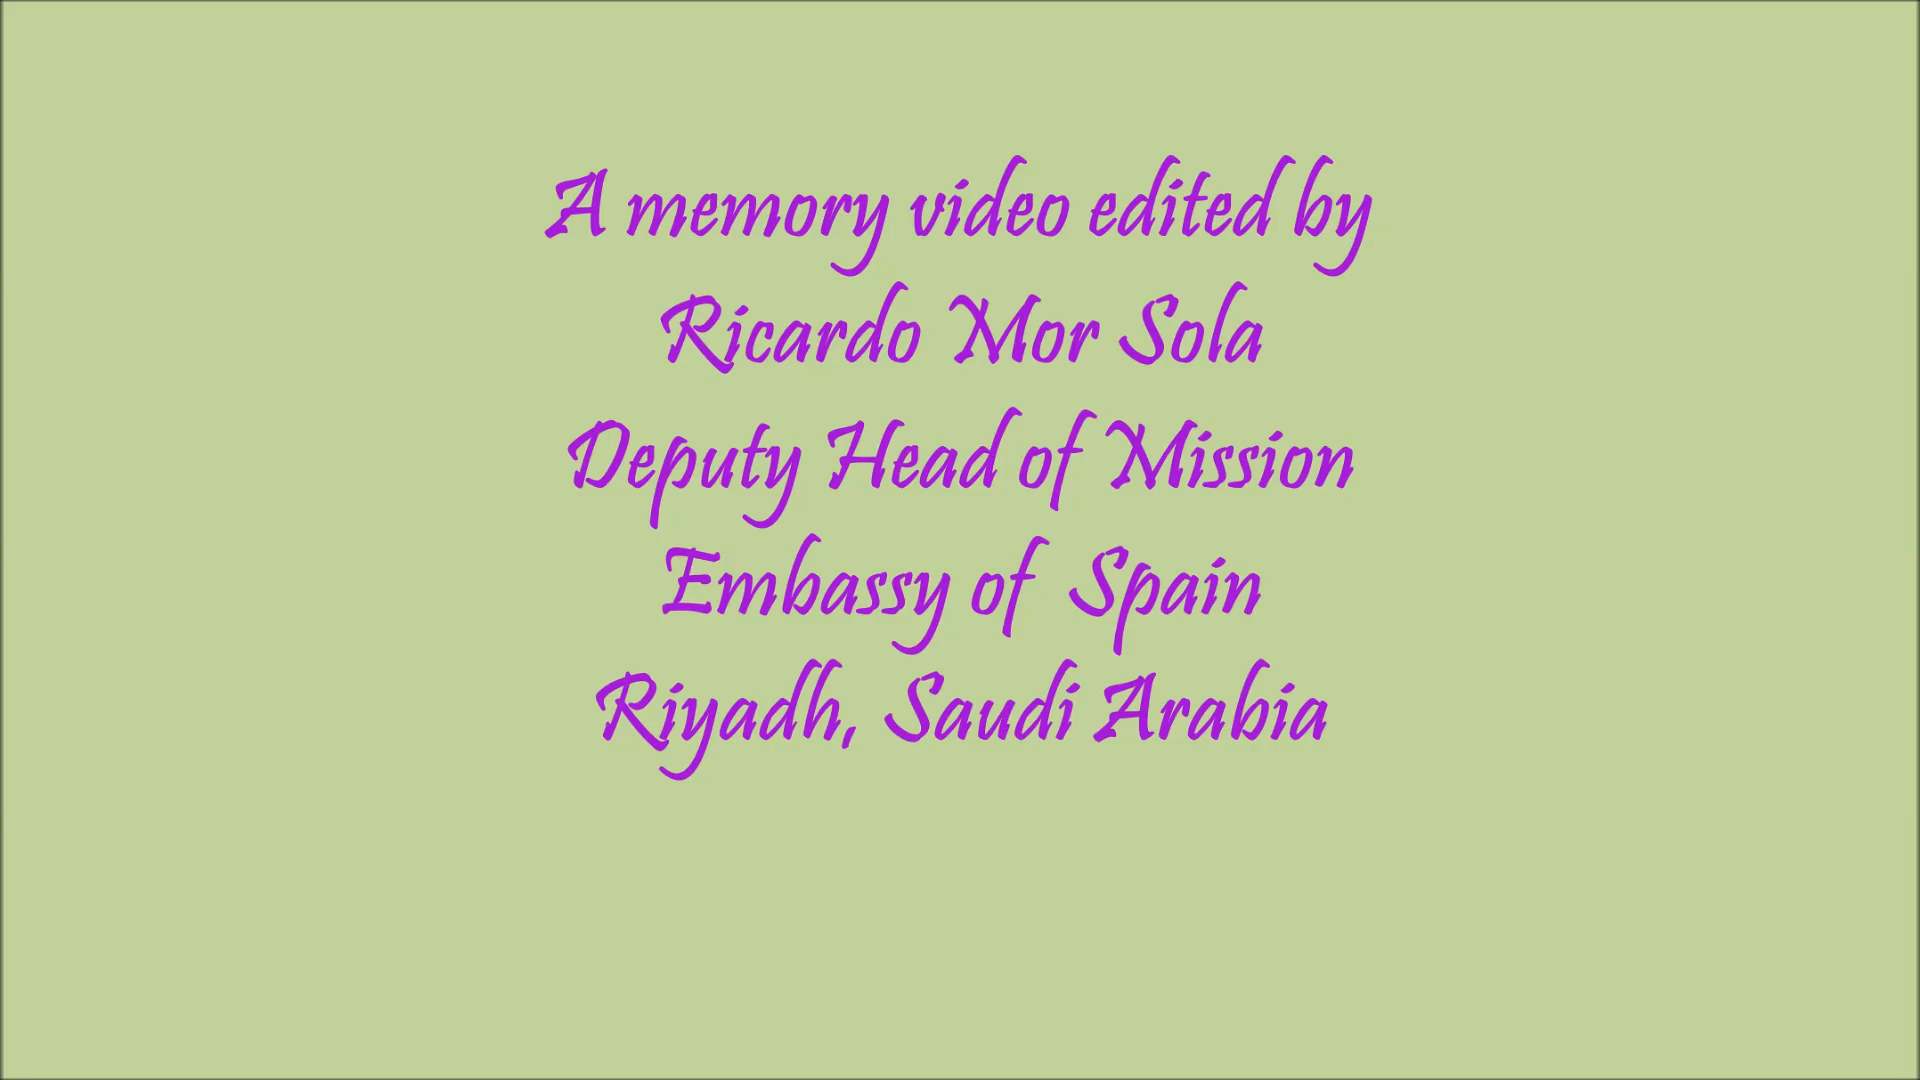 A memory video edited by
Ricardo Mor Sola
Deputy Head of Mission
Embassy of Spain
Riyadh, Saudi Arabia